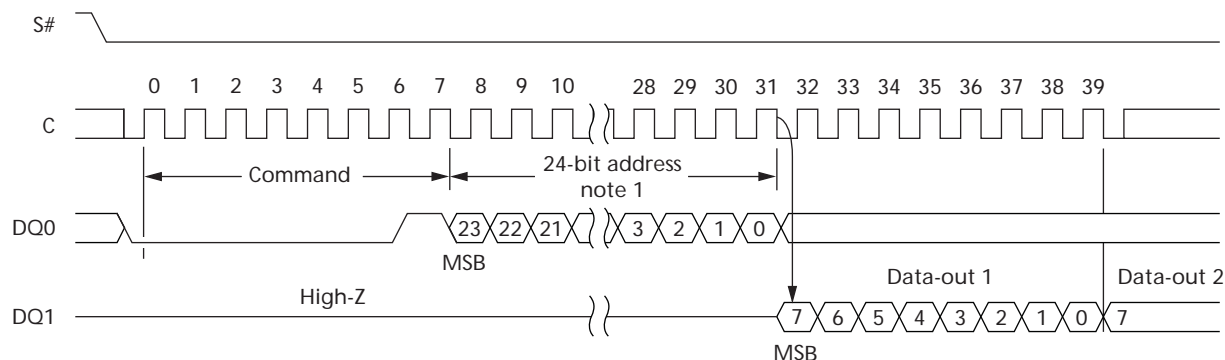 S#
0 1 2 3 4 5 6 7 8 9 10 28 29 30 31 32 33 34 35 36 37 38 39
C
Command
24-bit address
note 1
DQ0
23 22 21 3 2 1 0
MSB
High-Z
Data-out 1
Data-out 2
DQ1
7 6 5 4 3 2 1 0 7
MSB